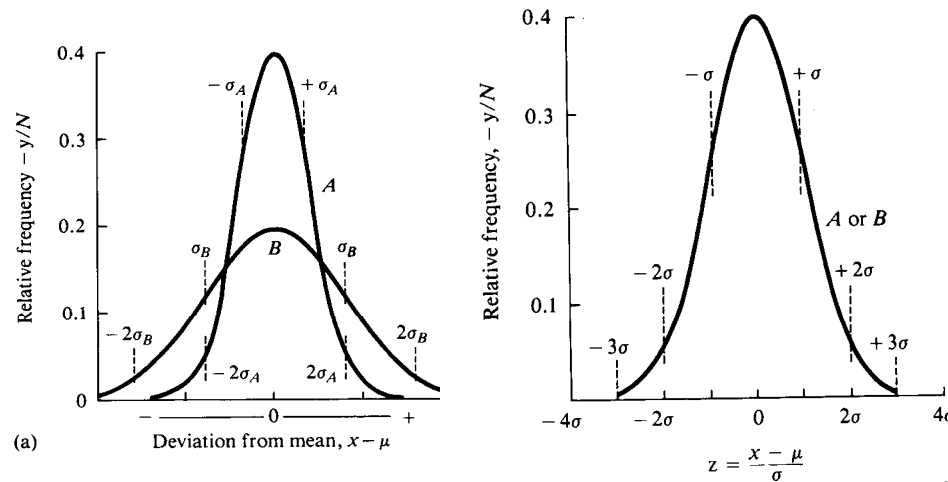 0.4
0.3
0.2
0.1
0
Relative frequency – y/N
– σA
+ σA
A
B
σB
σB
– 2σB
2σB
– 2σA
2σA
– 0 +
(a)
Deviation from mean, x – μ
0.4
0.3
0.2
0.1
Relative frequency, – y/N
– σ
+ σ
A or B
– 2σ
+ 2σ
– 3σ
+ 3σ
– 4σ – 2σ 0 2σ
z = x – μ
σ